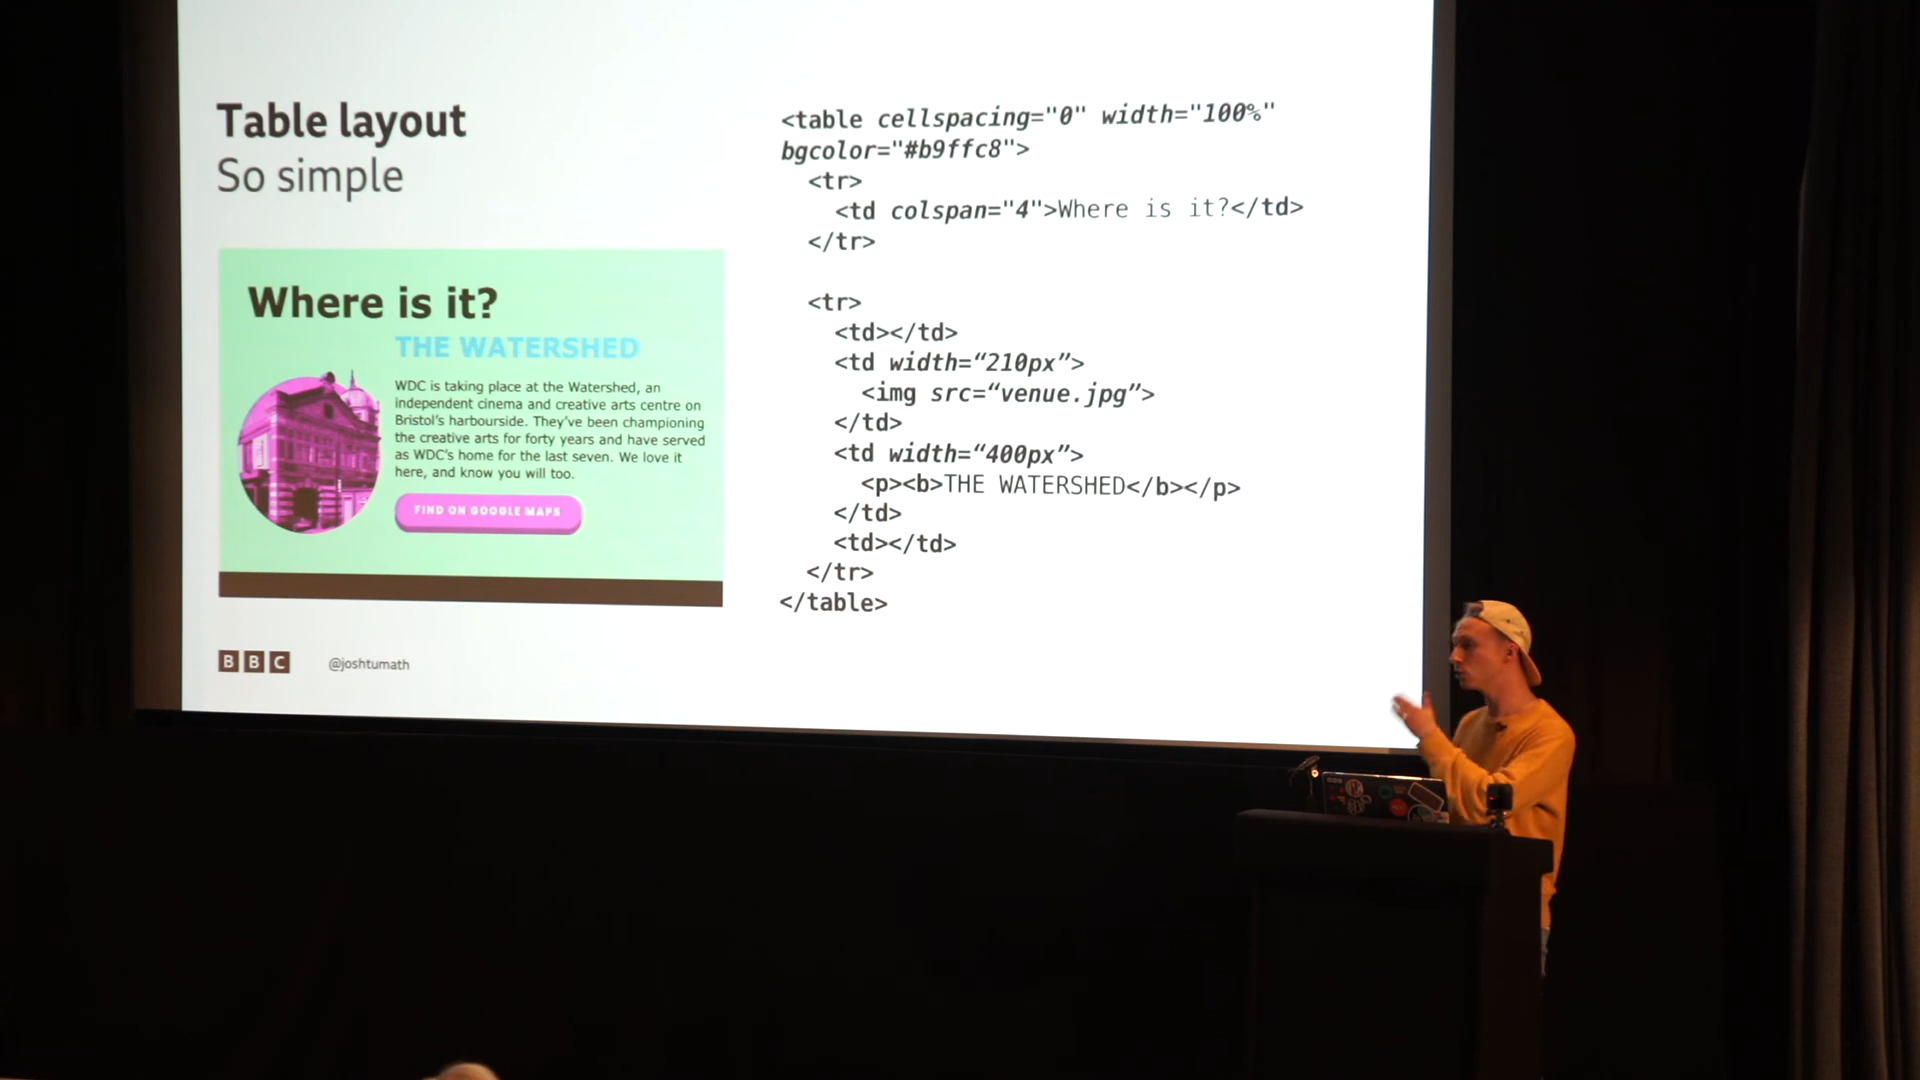 Table layout
So simple
Where is it?
THE WATERSHED
WDC is taking place at the Watershed, an
independent cinema and creative arts centre on
Bristol's harbourside. They've been championing
the creative arts for forty years and have served
as WDC's home for the last seven. We love it
here, and know you will too.
FIND ON GOOGLE MAPS
BBC
@joshtumath
<table cellspacing="0" width="100%"
bgcolor="#b9ffc8">
<tr>
<td colspan="4">Where is it?</td>
</tr>
<tr>
<td></td>
<td width=“210px”>
<img src=“venue.jpg”>
</td>
<td width=“400px”>
<p><b>THE WATERSHED</b></p>
</td>
<td></td>
</tr>
</table>